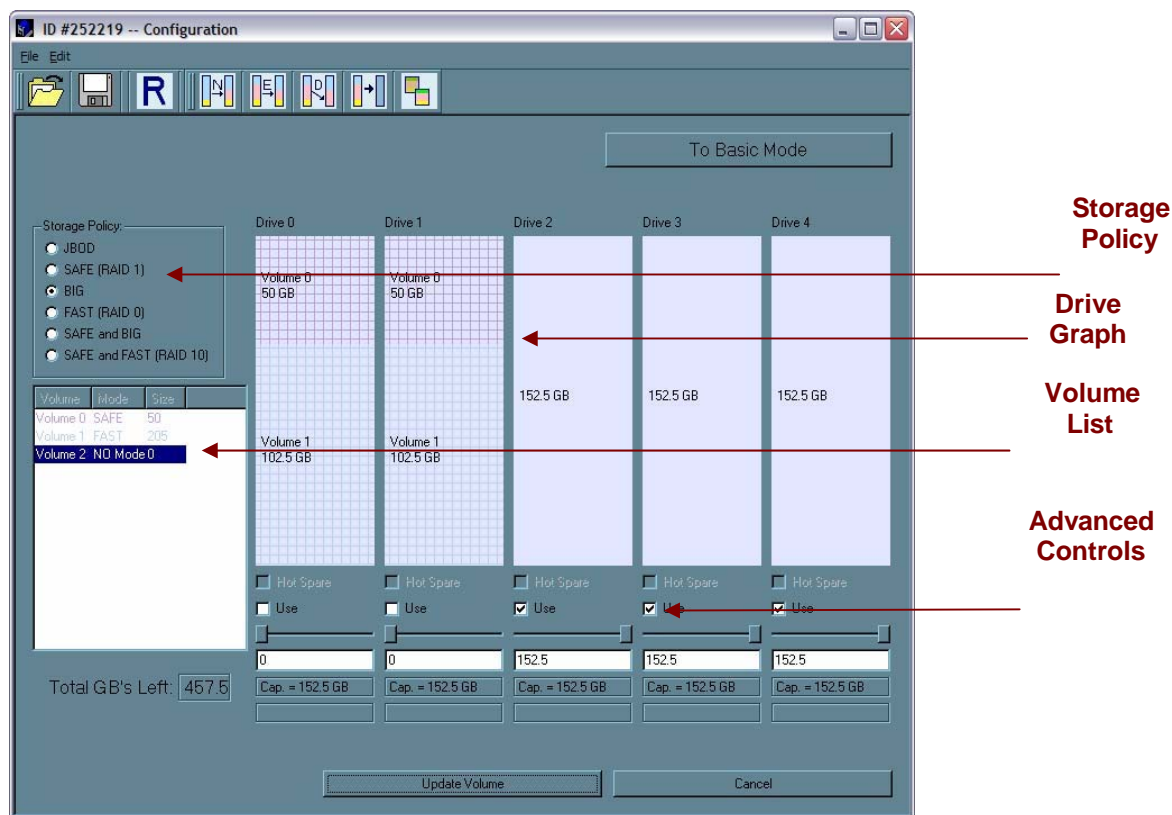 ID #252219 -- Configuration
File Edit
R N E D
To Basic Mode
Storage Policy:
JBOD
SAFE (RAID 1)
BIG
FAST (RAID 0)
SAFE and BIG
SAFE and FAST (RAID 10)
Volume Mode Size
Volume 0 SAFE 50
Volume 1 FAST 205
Volume 2 NO Mode 0
Total GB's Left: 457.5
Drive 0 Drive 1 Drive 2 Drive 3 Drive 4
Volume 0 Volume 0
50 GB 50 GB
152.5 GB 152.5 GB 152.5 GB
Volume 1 Volume 1
102.5 GB 102.5 GB
Hot Spare Hot Spare Hot Spare Hot Spare Hot Spare
Use Use Use Use Use
0 0 152.5 152.5 152.5
Cap. = 152.5 GB Cap. = 152.5 GB Cap. = 152.5 GB Cap. = 152.5 GB Cap. = 152.5 GB
Update Volume Cancel
Storage
Policy
Drive
Graph
Volume
List
Advanced
Controls